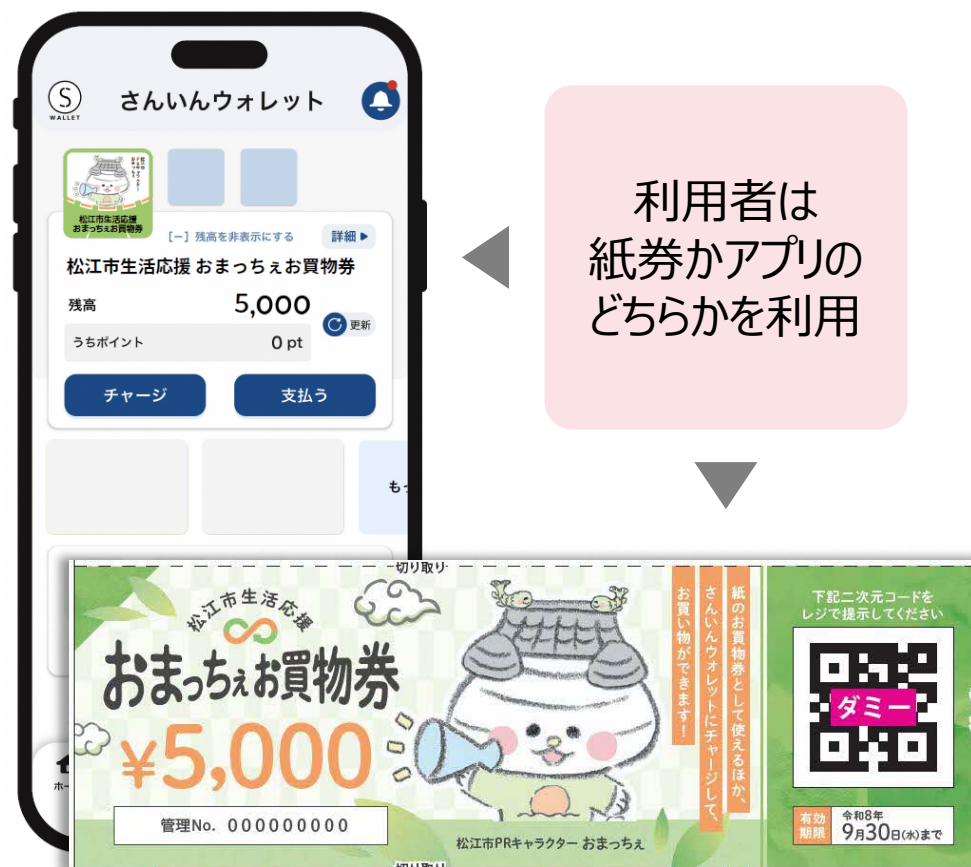 S
WALLET
さんいんウォレット
松江市生活応援
おまっちぇお買物券
[−] 残高を非表示にする
詳細 ▶
松江市生活応援 おまっちぇお買物券
残高
5,000
更新
うちポイント
0 pt
チャージ
支払う
利用者は
紙券かアプリの
どちらかを利用
切り取り
松江市生活応援
おまっちぇお買物券
¥5,000
管理No. 000000000
松江市PRキャラクター おまっちぇ
紙のお買物券として使えるほか、
さんいんウォレットにチャージして、
お買い物ができます！
下記二次元コードを
レジで提示してください
ダミー
有効
期限
令和8年
9月30日(水)まで
切り取り